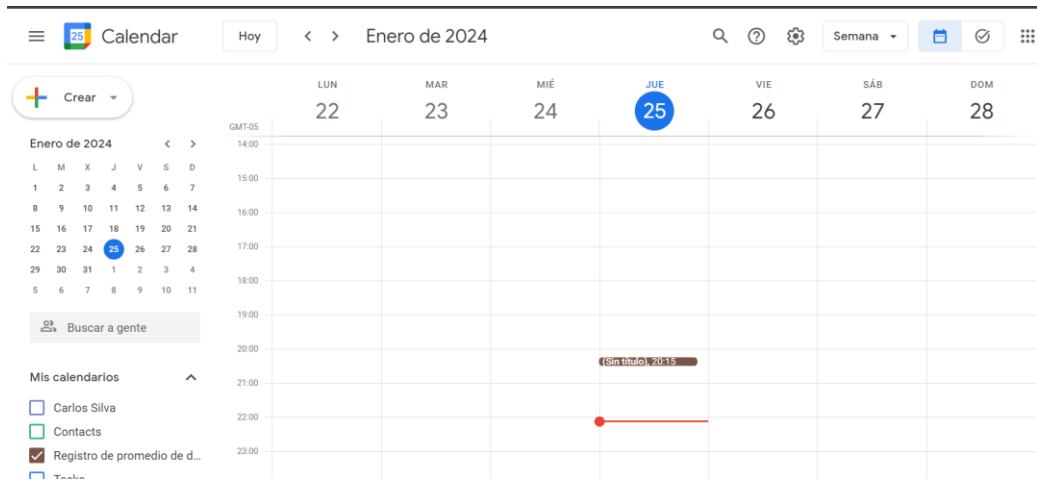 25 Calendar Hoy Enero de 2024 Semana
Crear
LUN MAR MIÉ JUE VIE SÁB DOM
22 23 24 25 26 27 28
GMT-05
Enero de 2024
L M X J V S D
1 2 3 4 5 6 7
8 9 10 11 12 13 14
15 16 17 18 19 20 21
22 23 24 25 26 27 28
29 30 31 1 2 3 4
5 6 7 8 9 10 11
Buscar a gente
Mis calendarios
Carlos Silva
Contacts
Registro de promedio de d...
Tasks
14:00
15:00
16:00
17:00
18:00
19:00
20:00
(Sin título), 20:15
21:00
22:00
23:00